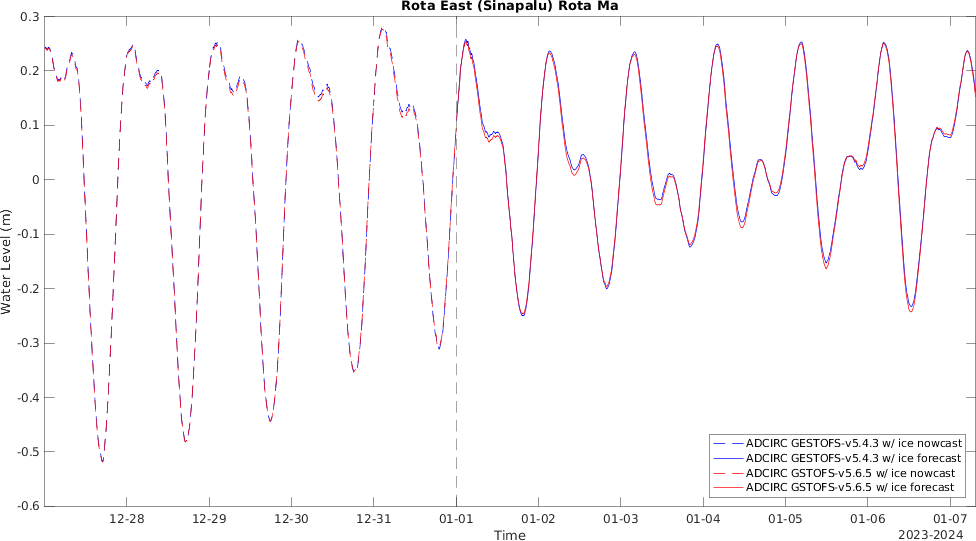 Rota East (Sinapalu) Rota Ma
0.3
0.2
0.1
0
-0.1
-0.2
-0.3
-0.4
-0.5
-0.6
Water Level (m)
ADCIRC GESTOFS-v5.4.3 w/ ice nowcast
ADCIRC GESTOFS-v5.4.3 w/ ice forecast
ADCIRC GSTOFS-v5.6.5 w/ ice nowcast
ADCIRC GSTOFS-v5.6.5 w/ ice forecast
12-28 12-29 12-30 12-31 01-01 01-02 01-03 01-04 01-05 01-06 01-07
Time
2023-2024